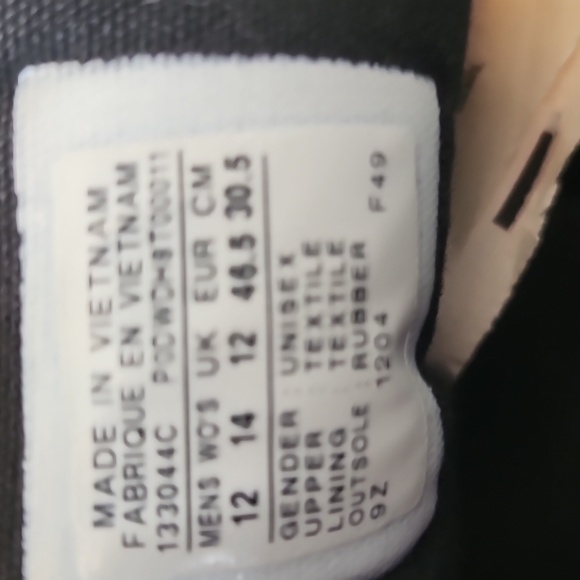 MADE IN VIETNAM
FABRIQUE EN VIETNAM
133044C
MENS WO'S UK EUR CM
12 14 12 46.5 30.5
GENDER UNISEX
UPPER TEXTILE
LINING TEXTILE
OUTSOLE RUBBER
9Z 1204 F49